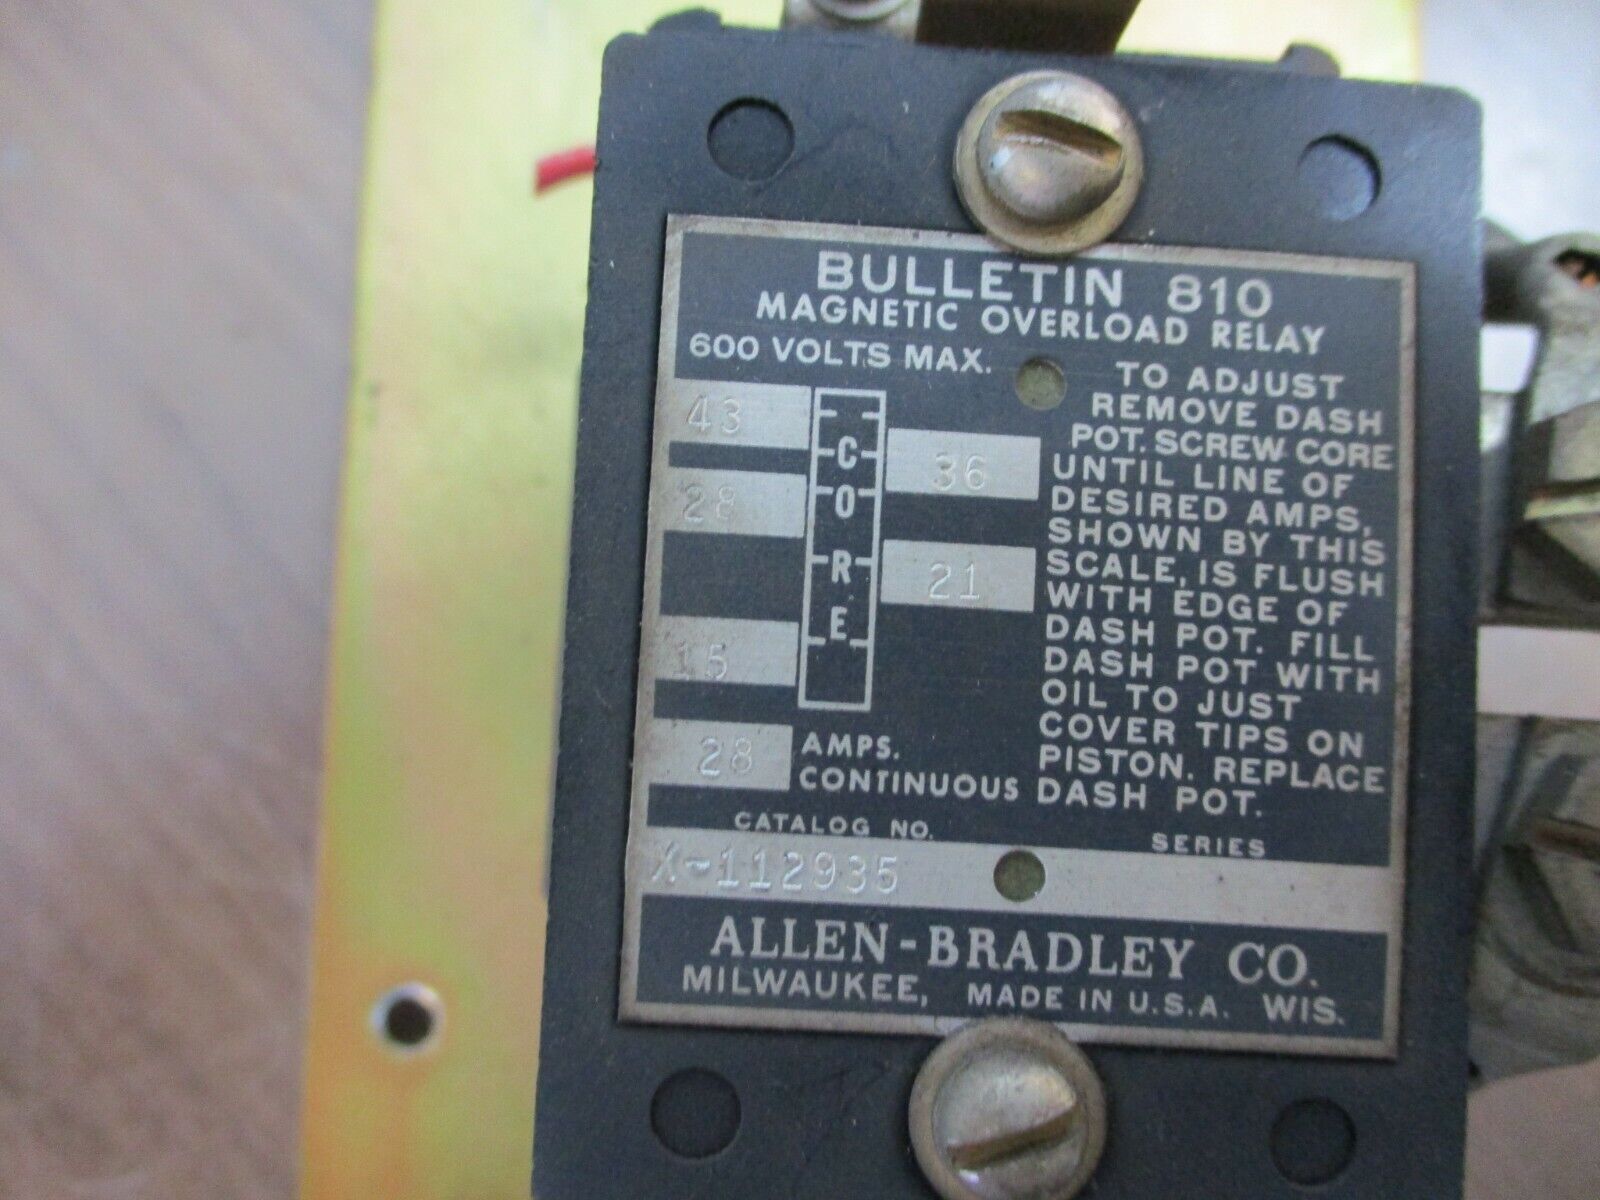 BULLETIN 810
MAGNETIC OVERLOAD RELAY
600 VOLTS MAX.
43
36
28
21
15
CORE
28 AMPS. CONTINUOUS
TO ADJUST
REMOVE DASH
POT. SCREW CORE
UNTIL LINE OF
DESIRED AMPS,
SHOWN BY THIS
SCALE, IS FLUSH
WITH EDGE OF
DASH POT. FILL
DASH POT WITH
OIL TO JUST
COVER TIPS ON
PISTON. REPLACE
DASH POT.
CATALOG NO. SERIES
X-112935
ALLEN-BRADLEY CO.
MILWAUKEE, MADE IN U.S.A. WIS.